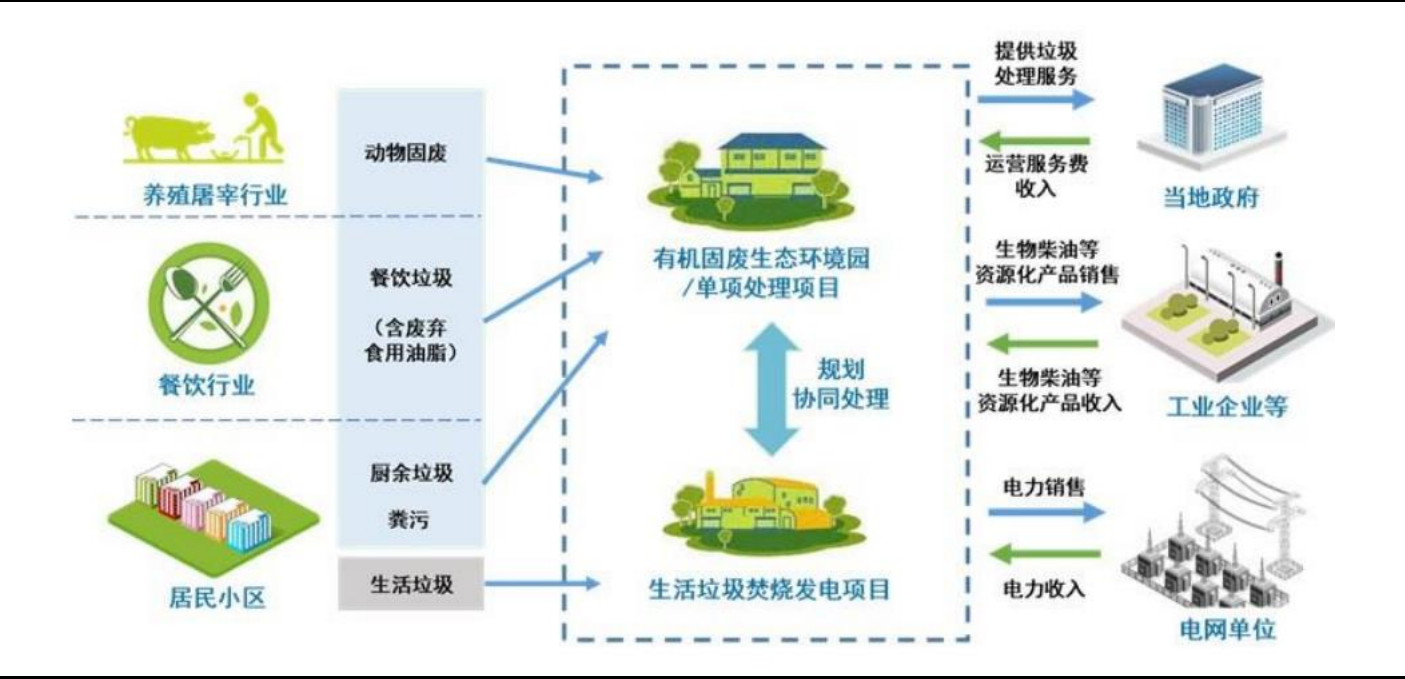 养殖屠宰行业
动物固废
餐饮行业
餐饮垃圾
（含废弃
食用油脂）
居民小区
厨余垃圾
粪污
生活垃圾
有机固废生态环境园
/单项处理项目
规划
协同处理
生活垃圾焚烧发电项目
提供垃圾
处理服务
运营服务费
收入
当地政府
生物柴油等
资源化产品销售
生物柴油等
资源化产品收入
工业企业等
电力销售
电力收入
电网单位